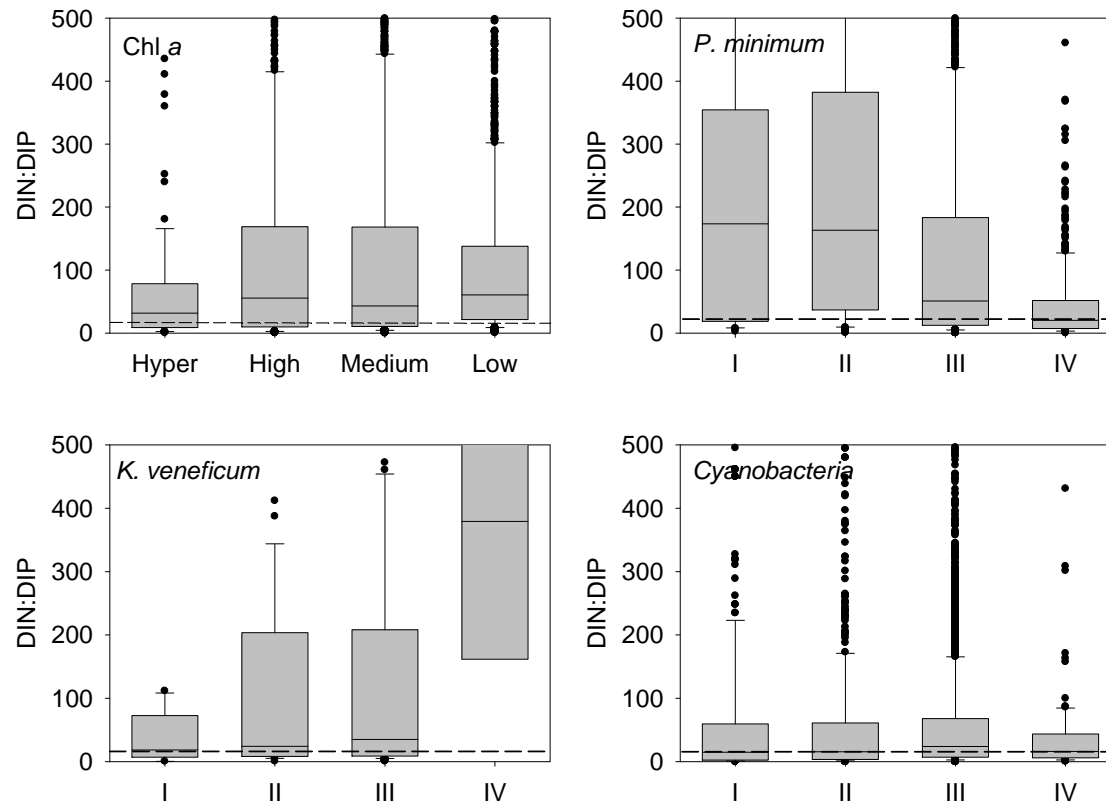 Chl a
DIN:DIP
500
400
300
200
100
0
Hyper High Medium Low
P. minimum
DIN:DIP
500
400
300
200
100
0
I II III IV
K. veneficum
DIN:DIP
500
400
300
200
100
0
I II III IV
Cyanobacteria
DIN:DIP
500
400
300
200
100
0
I II III IV